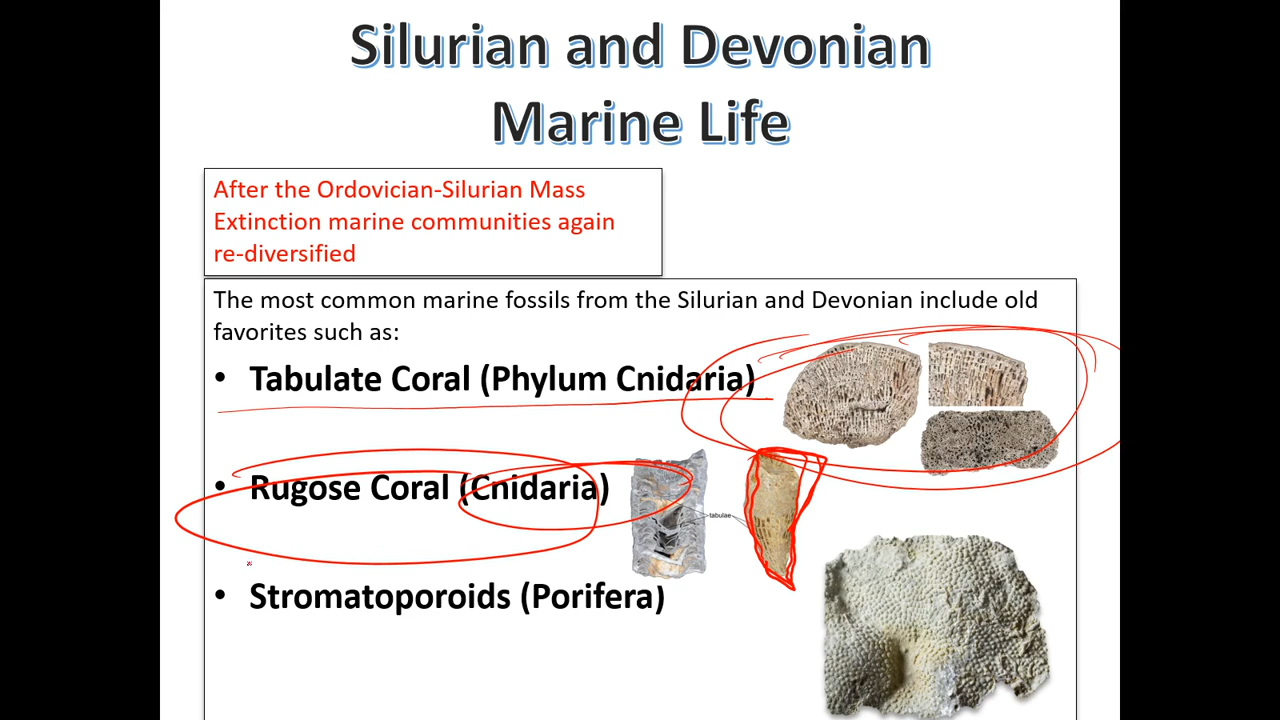 Silurian and Devonian
Marine Life
After the Ordovician-Silurian Mass
Extinction marine communities again
re-diversified
The most common marine fossils from the Silurian and Devonian include old
favorites such as:
• Tabulate Coral (Phylum Cnidaria)
• Rugose Coral (Cnidaria)
tabulae
• Stromatoporoids (Porifera)